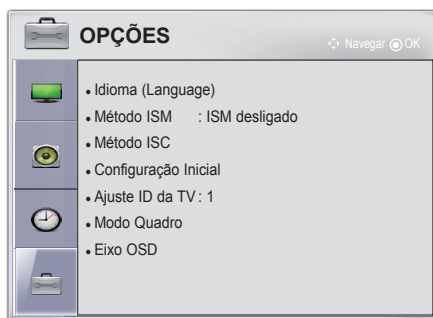 OPÇÕES
Navegar OK
• Idioma (Language)
• Método ISM : ISM desligado
• Método ISC
• Configuração Inicial
• Ajuste ID da TV : 1
• Modo Quadro
• Eixo OSD